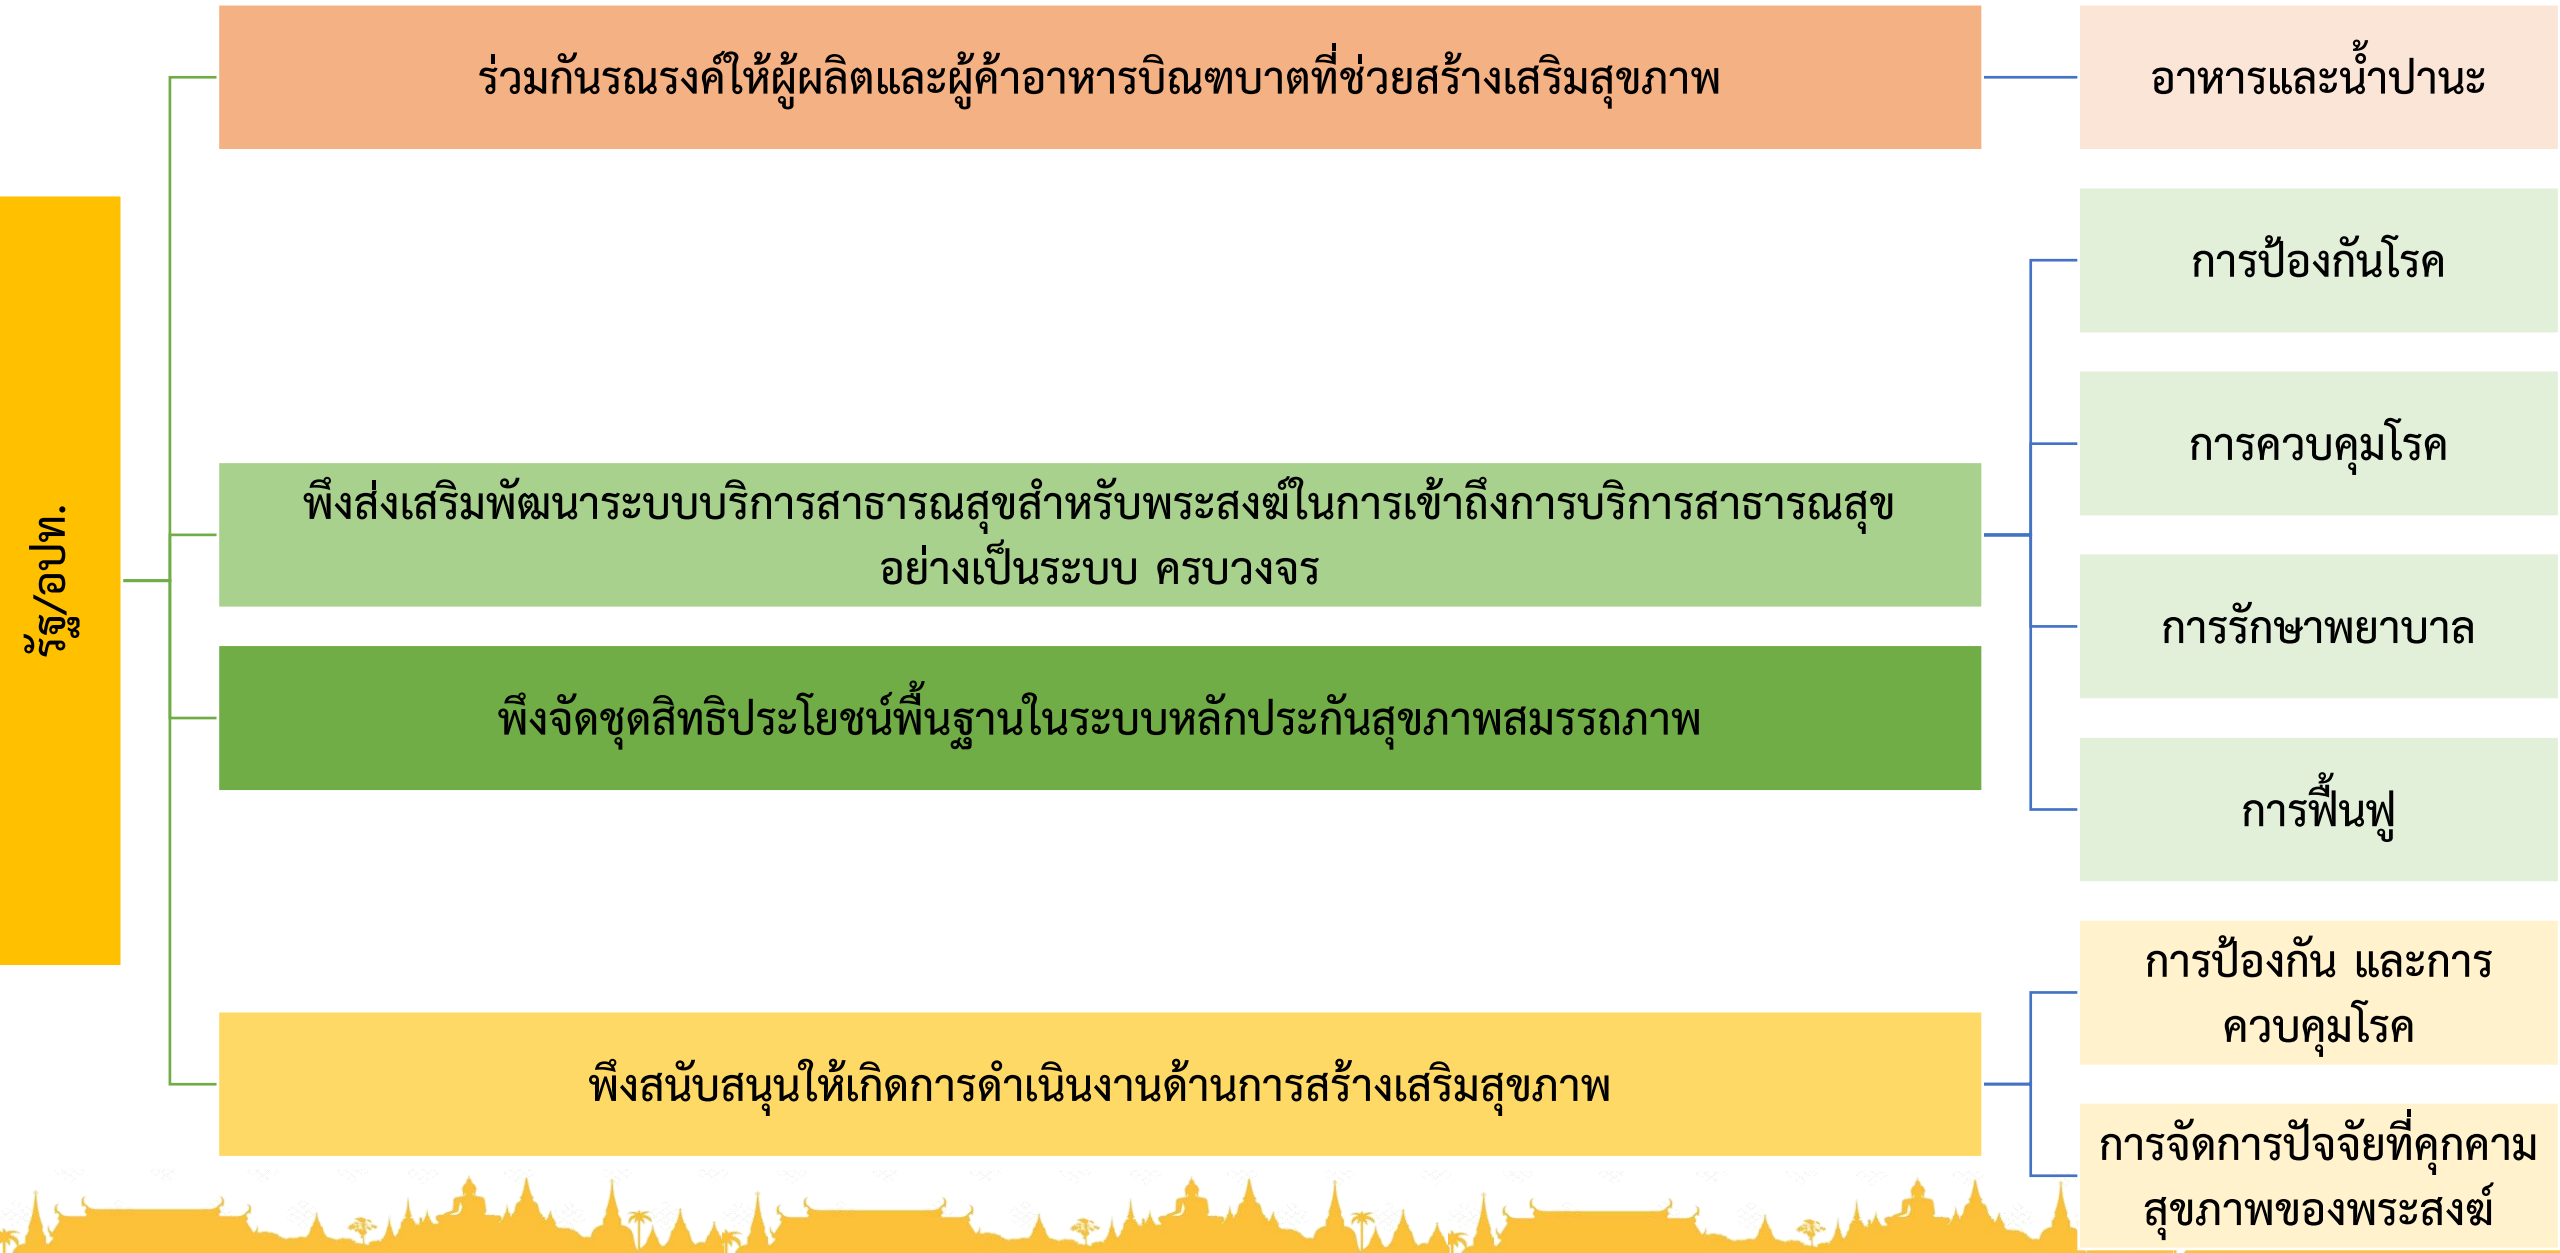 รัฐ/อปท.
ร่วมกันรณรงค์ให้ผู้ผลิตและผู้ค้าอาหารบิณฑบาตที่ช่วยสร้างเสริมสุขภาพ
อาหารและน้ำปานะ
พึงส่งเสริมพัฒนาระบบบริการสาธารณสุขสำหรับพระสงฆ์ในการเข้าถึงการบริการสาธารณสุข
อย่างเป็นระบบ ครบวงจร
การป้องกันโรค
การควบคุมโรค
การรักษาพยาบาล
การฟื้นฟู
พึงจัดชุดสิทธิประโยชน์พื้นฐานในระบบหลักประกันสุขภาพสมรรถภาพ
พึงสนับสนุนให้เกิดการดำเนินงานด้านการสร้างเสริมสุขภาพ
การป้องกัน และการ
ควบคุมโรค
การจัดการปัจจัยที่คุกคาม
สุขภาพของพระสงฆ์